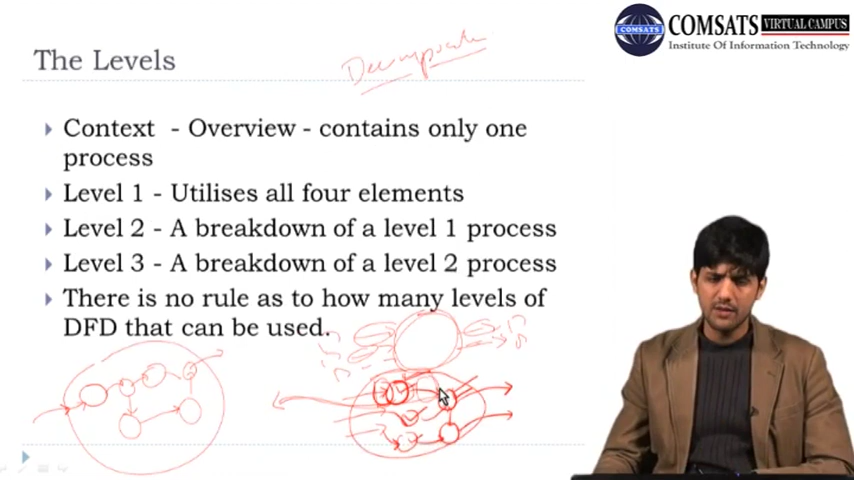 COMSATS VIRTUAL CAMPUS
Institute Of Information Technology
The Levels
Decompose
Context - Overview - contains only one
process
Level 1 - Utilises all four elements
Level 2 - A breakdown of a level 1 process
Level 3 - A breakdown of a level 2 process
There is no rule as to how many levels of
DFD that can be used.